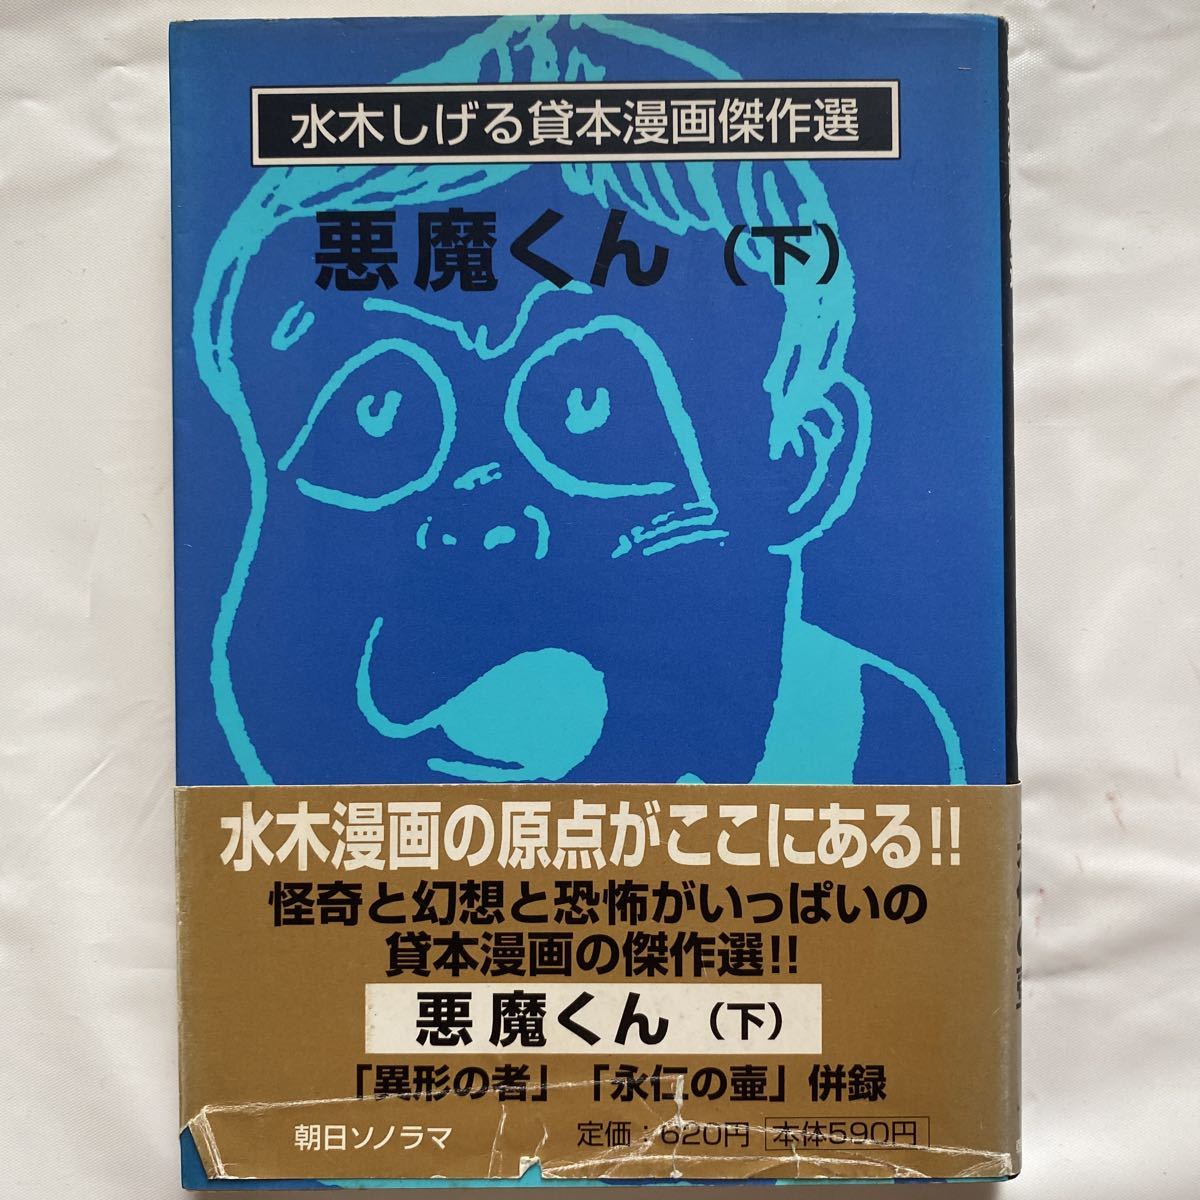 水木しげる貸本漫画傑作選
悪魔くん（下）
水木漫画の原点がここにある!!
怪奇と幻想と恐怖がいっぱいの
貸本漫画の傑作選!!
悪魔くん（下）
「異形の者」「永仁の壷」併録
朝日ソノラマ
定価：620円 本体590円